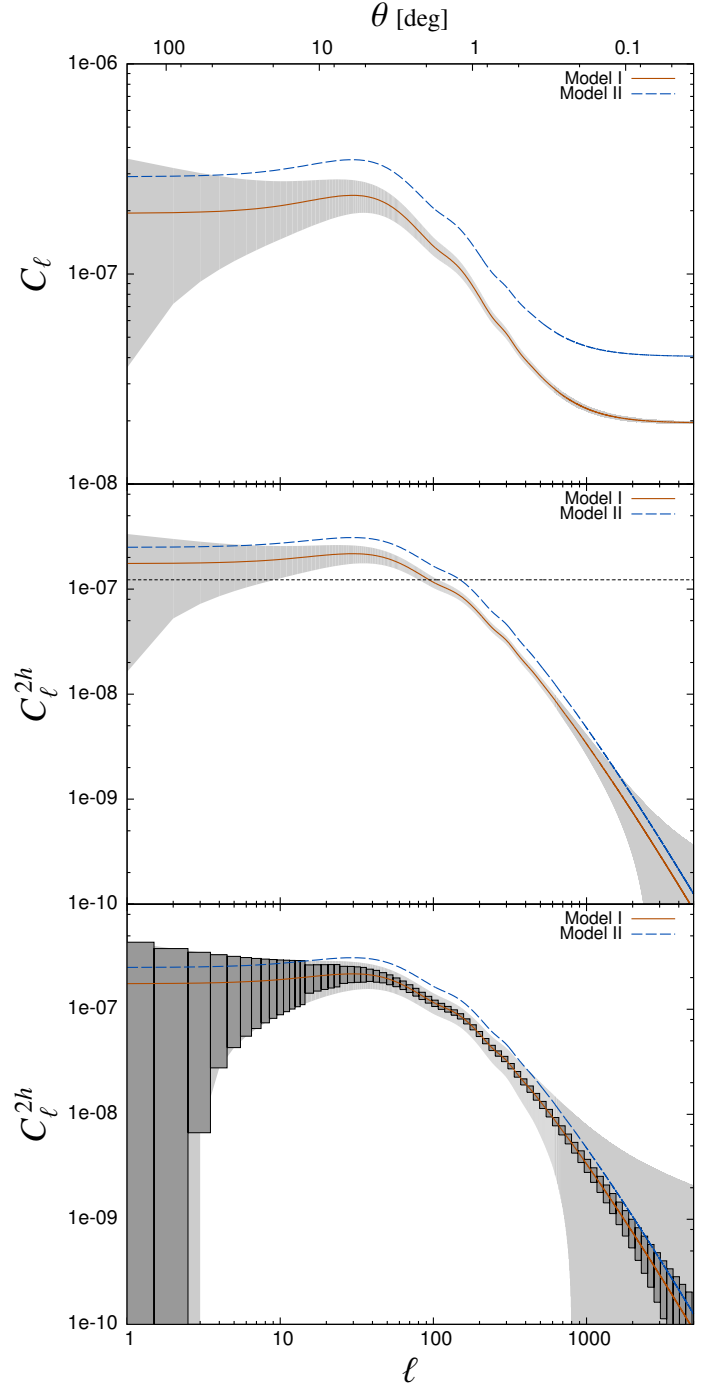 θ [deg]
100 10 1 0.1
1e-06
Model I
Model II
1e-07
C_ℓ
1e-08
Model I
Model II
1e-07
1e-08
C_ℓ^{2h}
1e-09
1e-10
Model I
Model II
1e-07
1e-08
C_ℓ^{2h}
1e-09
1e-10
1 10 100 1000
ℓ